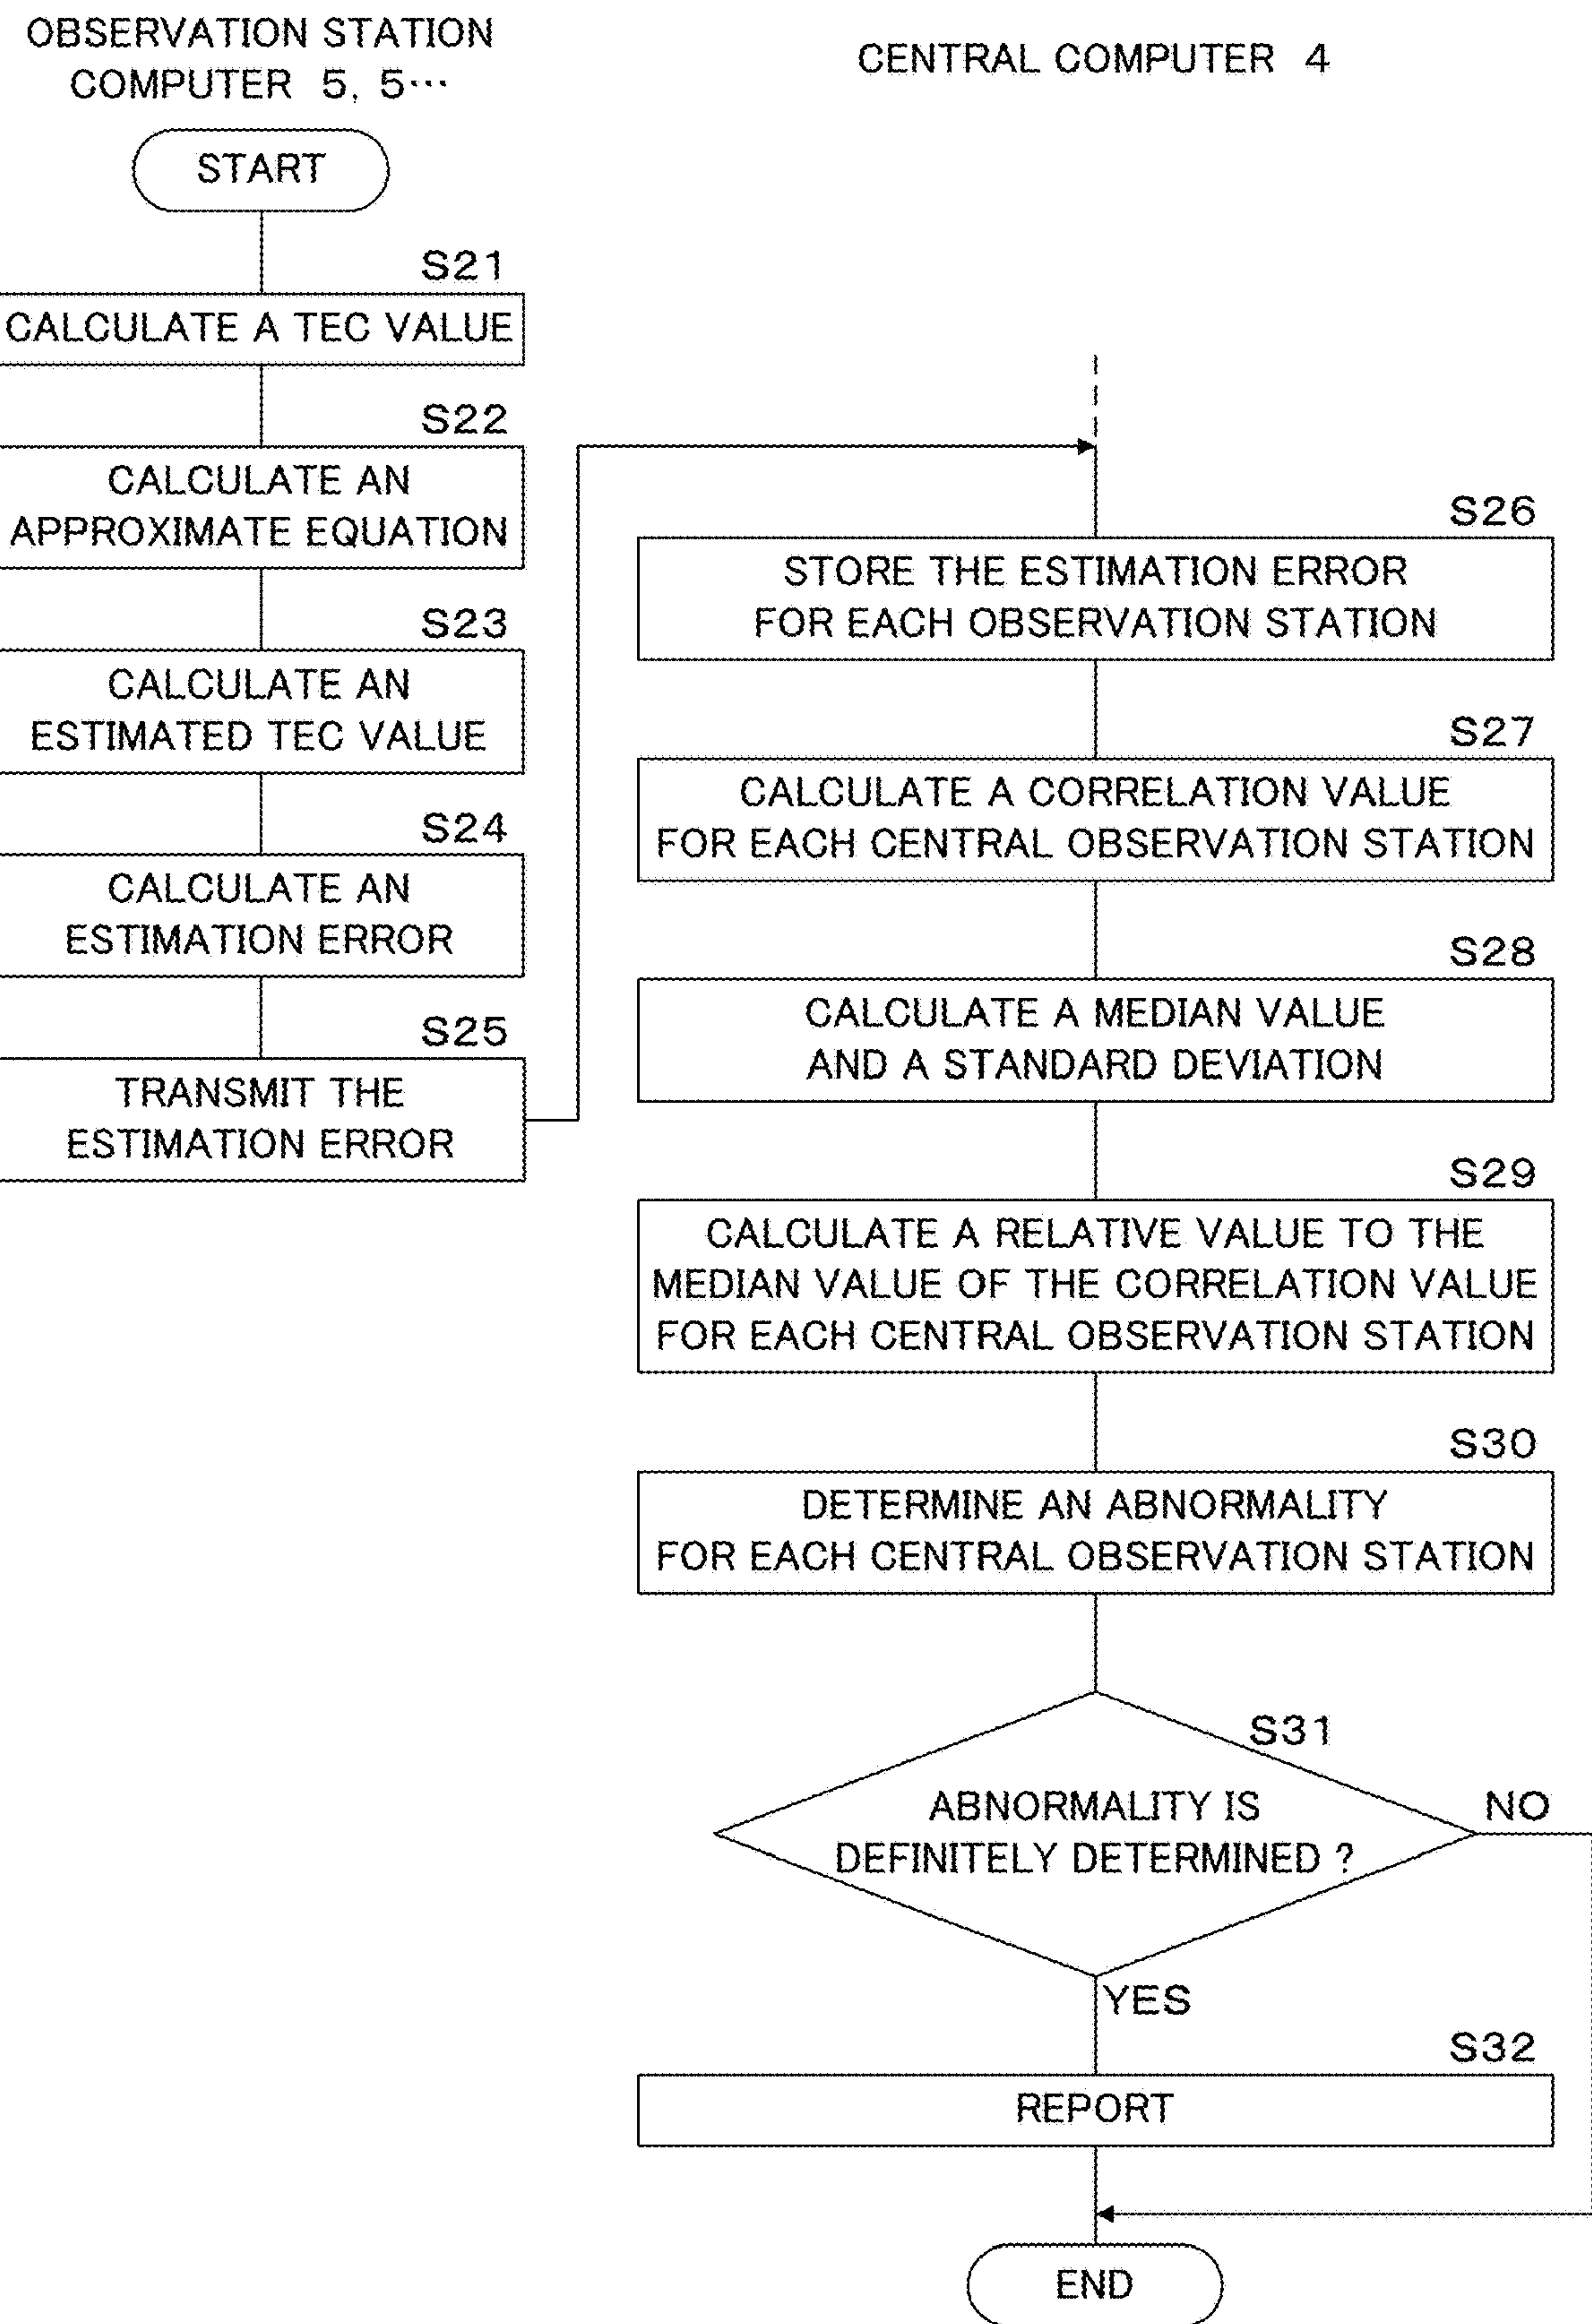 OBSERVATION STATION
COMPUTER 5, 5…
START
S21
CALCULATE A TEC VALUE
S22
CALCULATE AN
APPROXIMATE EQUATION
S23
CALCULATE AN
ESTIMATED TEC VALUE
S24
CALCULATE AN
ESTIMATION ERROR
S25
TRANSMIT THE
ESTIMATION ERROR
CENTRAL COMPUTER 4
S26
STORE THE ESTIMATION ERROR
FOR EACH OBSERVATION STATION
S27
CALCULATE A CORRELATION VALUE
FOR EACH CENTRAL OBSERVATION STATION
S28
CALCULATE A MEDIAN VALUE
AND A STANDARD DEVIATION
S29
CALCULATE A RELATIVE VALUE TO THE
MEDIAN VALUE OF THE CORRELATION VALUE
FOR EACH CENTRAL OBSERVATION STATION
S30
DETERMINE AN ABNORMALITY
FOR EACH CENTRAL OBSERVATION STATION
S31
ABNORMALITY IS
DEFINITELY DETERMINED ?
NO
YES
S32
REPORT
END